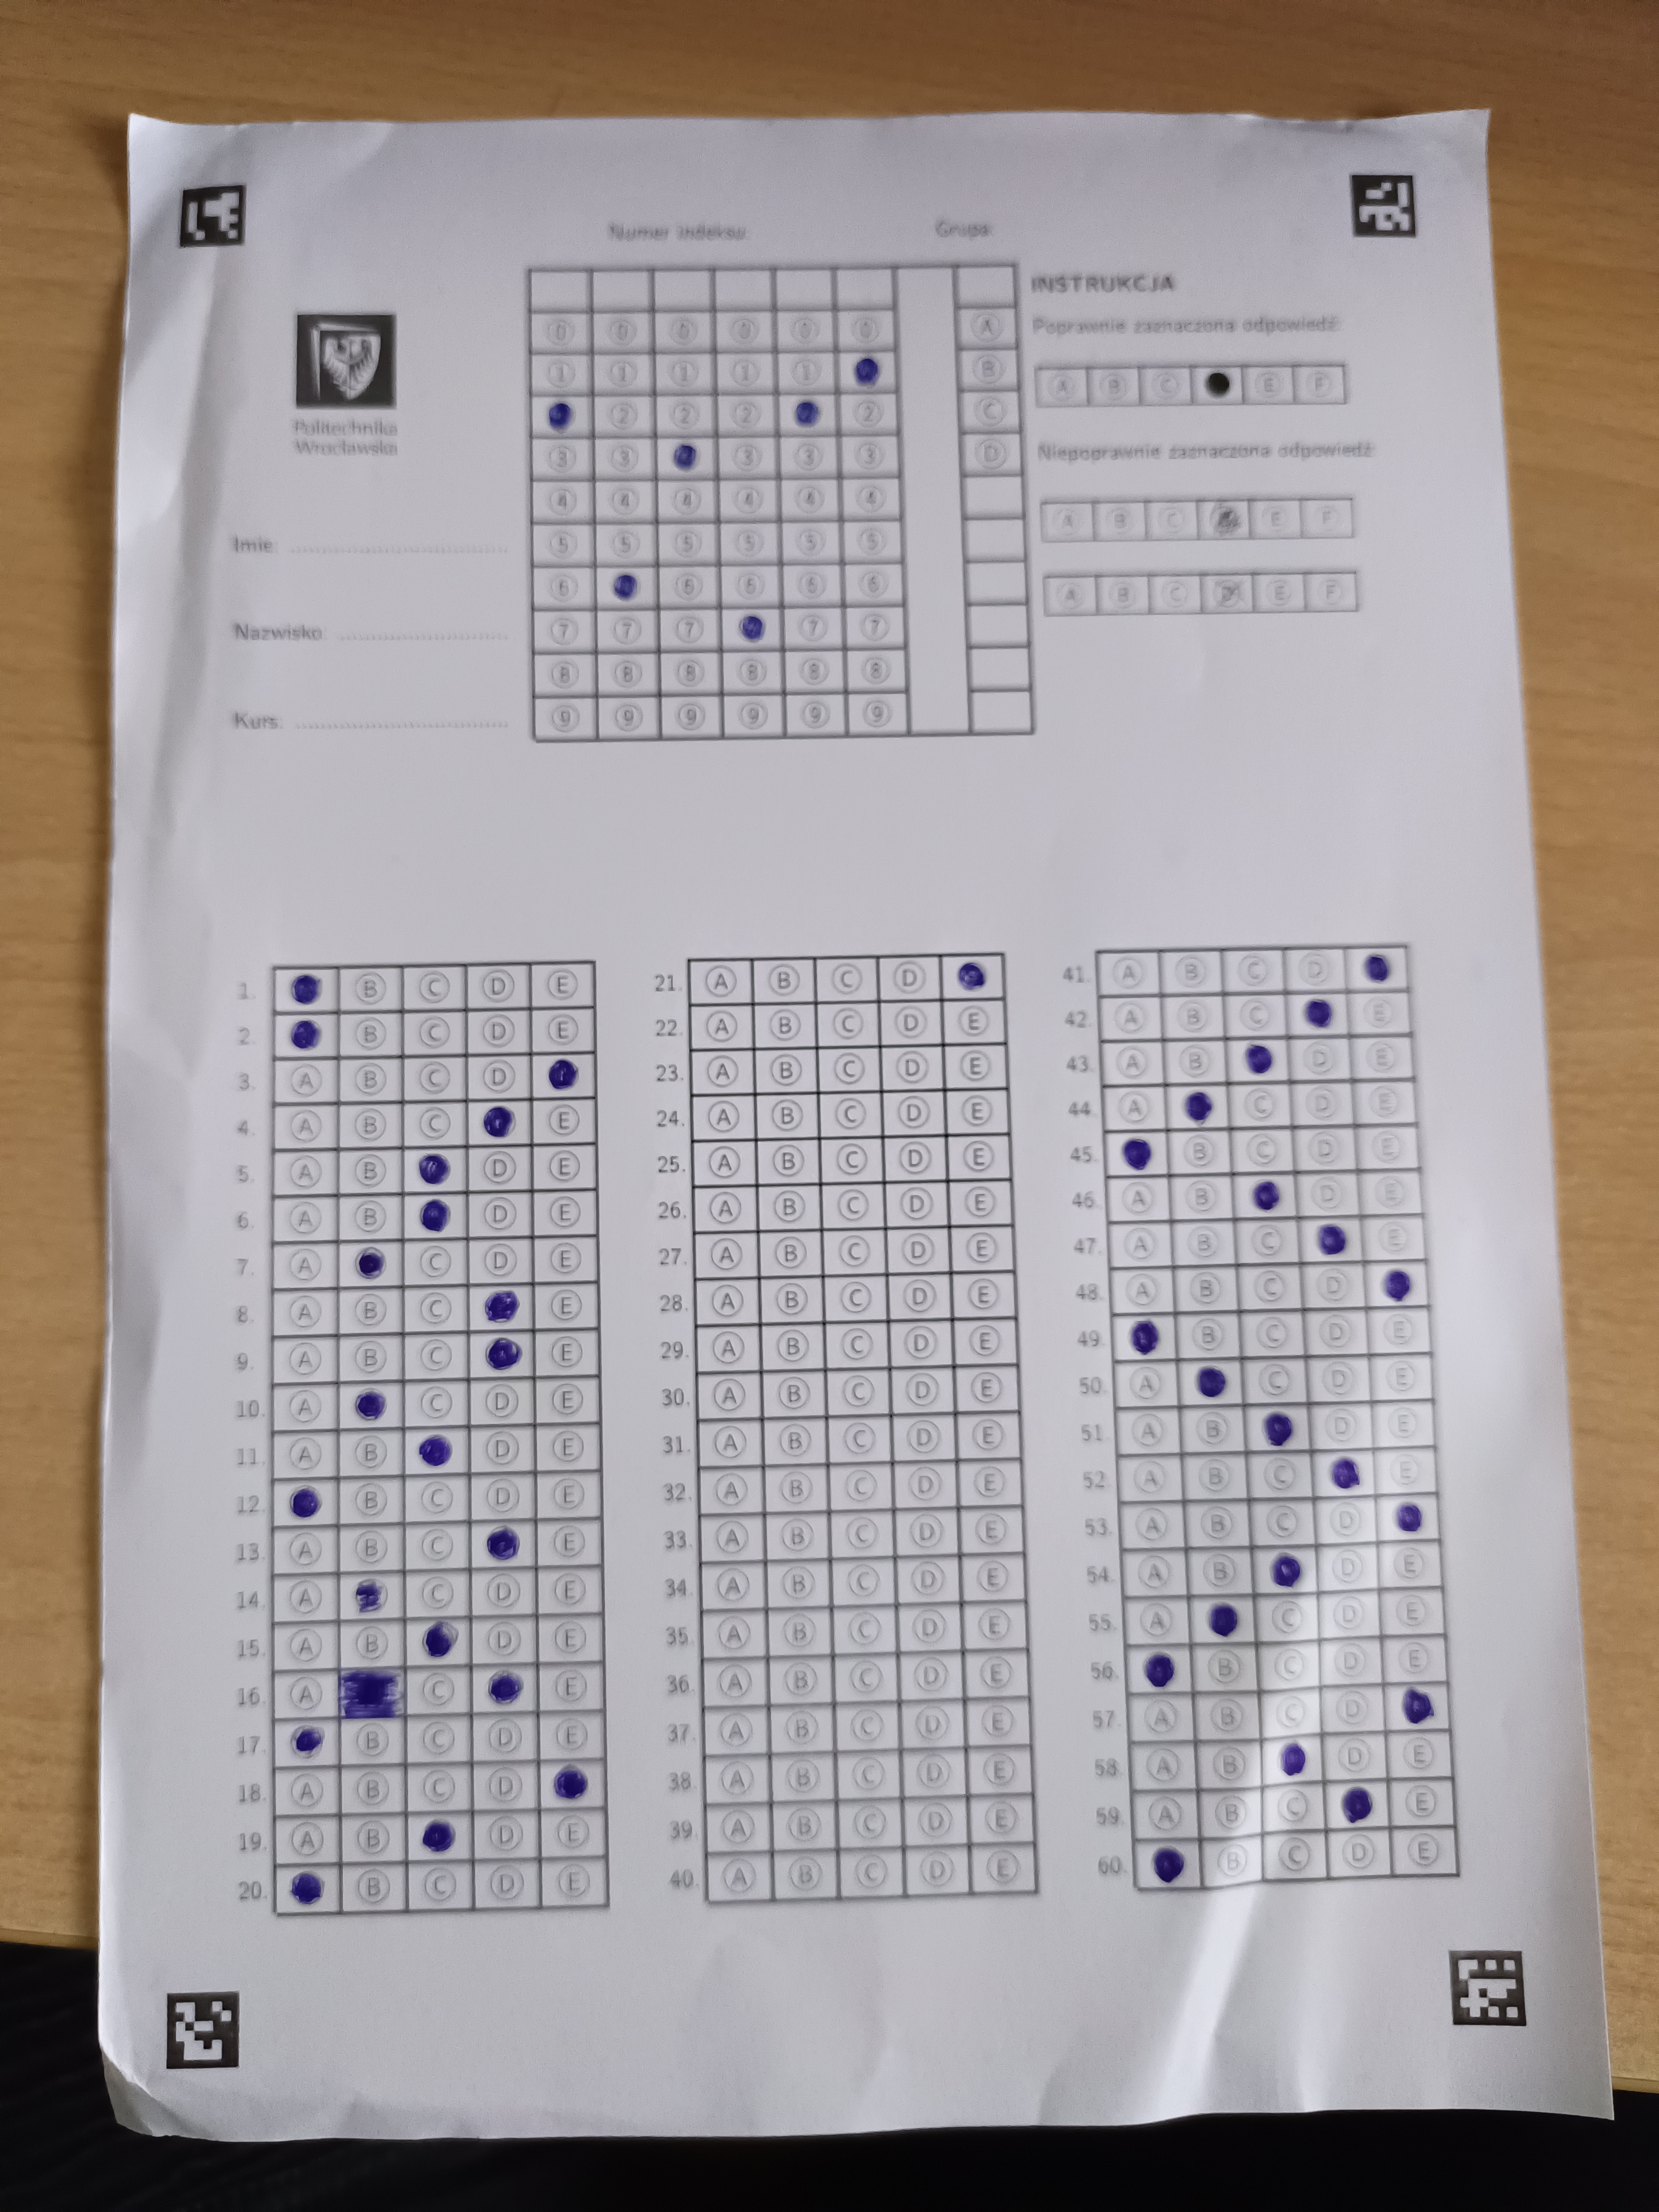 Numer indeksu: Grupa:
INSTRUKCJA
Poprawnie zaznaczona odpowiedź:
A B C E F
Niepoprawnie zaznaczona odpowiedź:
A B C E F
A B C D E F
Politechnika
Wrocławska
Imie:
Nazwisko:
Kurs:
0 0 0 0 0 0 A
1 1 1 1 1 B
2 2 2 2 2 C
3 3 3 3 3 D
4 4 4 4 4 4
5 5 5 5 5 5
6 6 6 6 6
7 7 7 7 7
8 8 8 8 8 8
9 9 9 9 9 9
1. B C D E
2. B C D E
3. A B C D
4. A B C E
5. A B D E
6. A B D E
7. A C D E
8. A B C E
9. A B C E
10. A C D E
11. A B D E
12. B C D E
13. A B C E
14. A C D E
15. A B D E
16. A C E
17. B C D E
18. A B C D
19. A B D E
20. B C D E
21. A B C D
22. A B C D E
23. A B C D E
24. A B C D E
25. A B C D E
26. A B C D E
27. A B C D E
28. A B C D E
29. A B C D E
30. A B C D E
31. A B C D E
32. A B C D E
33. A B C D E
34. A B C D E
35. A B C D E
36. A B C D E
37. A B C D E
38. A B C D E
39. A B C D E
40. A B C D E
41. A B C D
42. A B C E
43. A B D E
44. A C D E
45. B C D E
46. A B D E
47. A B C E
48. A B C D
49. B C D E
50. A C D E
51. A B D E
52. A B C E
53. A B C D
54. A B D E
55. A C D E
56. B C D E
57. A B C D
58. A B D E
59. A B C E
60. B C D E